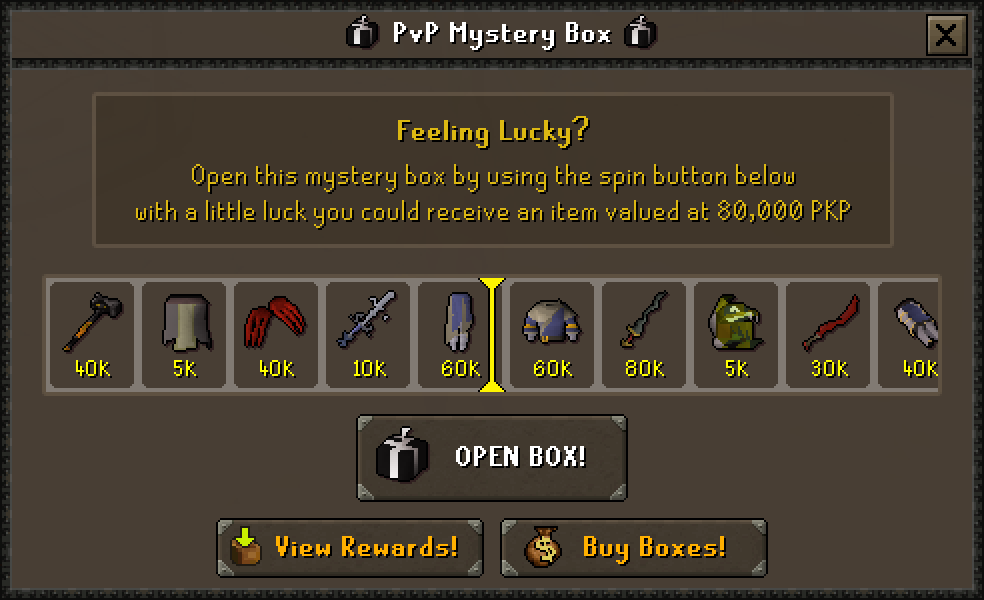 PvP Mystery Box
Feeling Lucky?
Open this mystery box by using the spin button below
with a little luck you could receive an item valued at 80,000 PKP
40K 5K 40K 10K 60K 60K 80K 5K 30K 40K
OPEN BOX!
View Rewards! Buy Boxes!